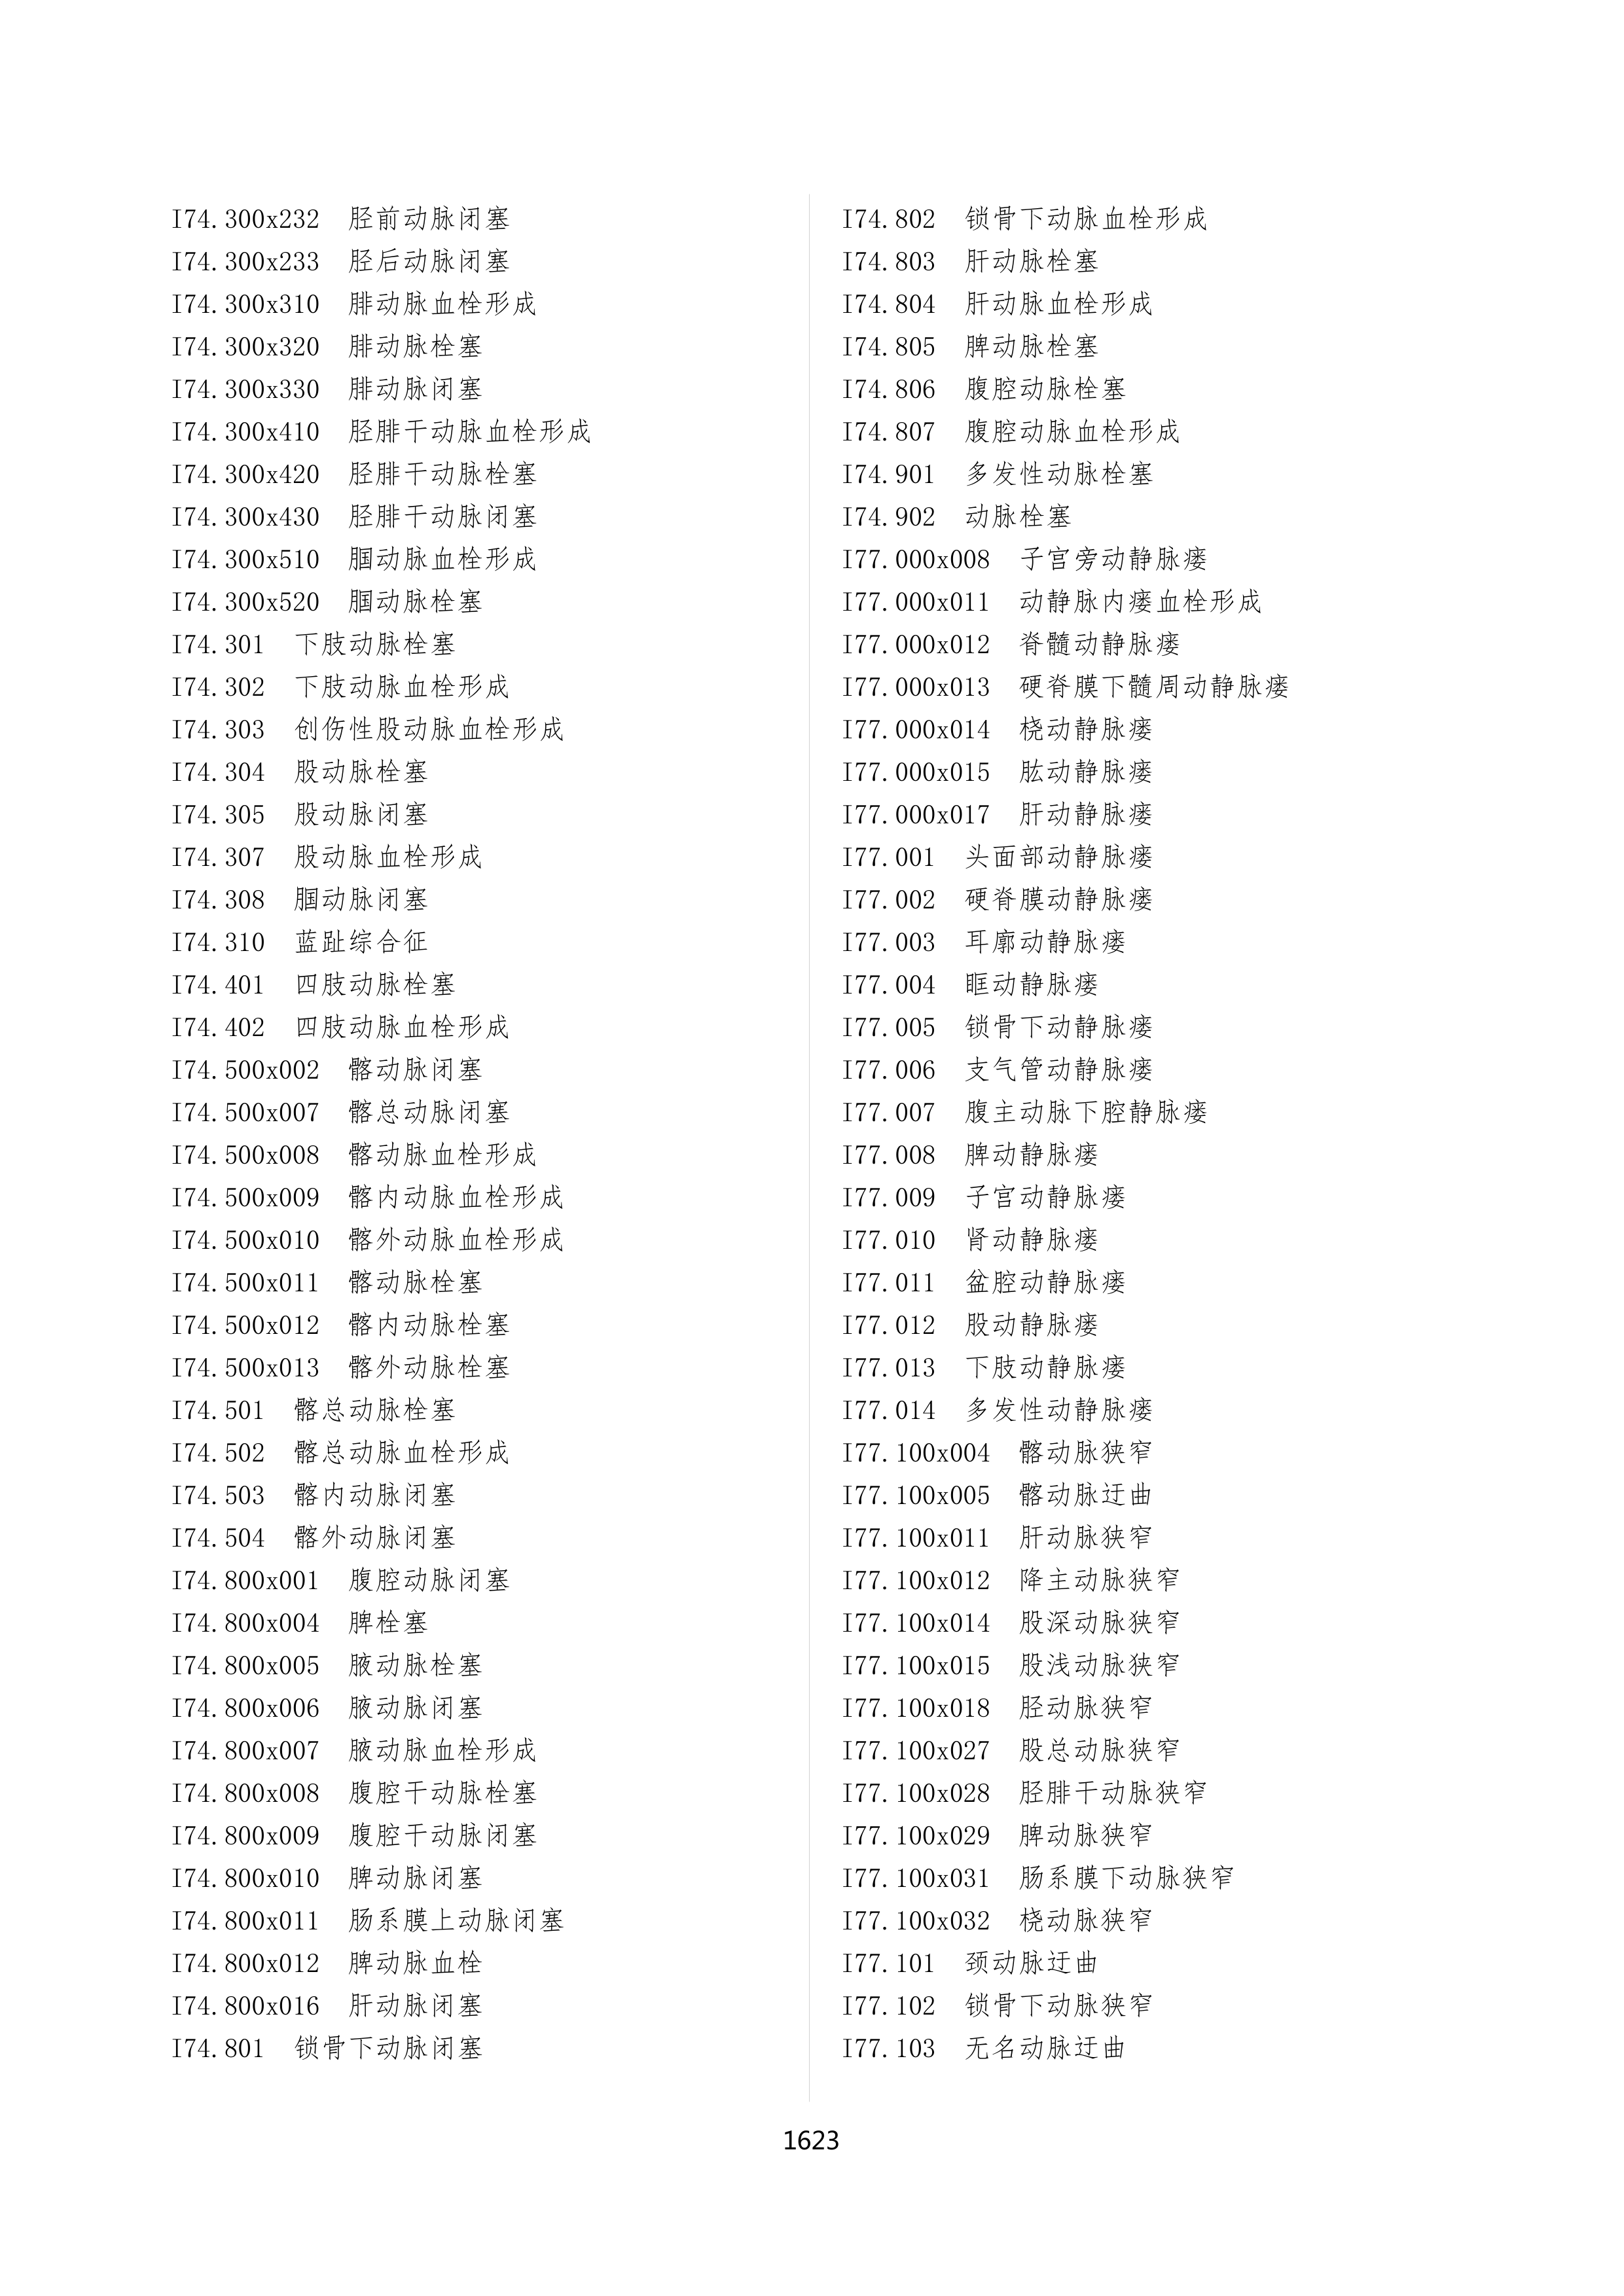 I74.300x232 胫前动脉闭塞
I74.300x233 胫后动脉闭塞
I74.300x310 腓动脉血栓形成
I74.300x320 腓动脉栓塞
I74.300x330 腓动脉闭塞
I74.300x410 胫腓干动脉血栓形成
I74.300x420 胫腓干动脉栓塞
I74.300x430 胫腓干动脉闭塞
I74.300x510 腘动脉血栓形成
I74.300x520 腘动脉栓塞
I74.301 下肢动脉栓塞
I74.302 下肢动脉血栓形成
I74.303 创伤性股动脉血栓形成
I74.304 股动脉栓塞
I74.305 股动脉闭塞
I74.307 股动脉血栓形成
I74.308 腘动脉闭塞
I74.310 蓝趾综合征
I74.401 四肢动脉栓塞
I74.402 四肢动脉血栓形成
I74.500x002 髂动脉闭塞
I74.500x007 髂总动脉闭塞
I74.500x008 髂动脉血栓形成
I74.500x009 髂内动脉血栓形成
I74.500x010 髂外动脉血栓形成
I74.500x011 髂动脉栓塞
I74.500x012 髂内动脉栓塞
I74.500x013 髂外动脉栓塞
I74.501 髂总动脉栓塞
I74.502 髂总动脉血栓形成
I74.503 髂内动脉闭塞
I74.504 髂外动脉闭塞
I74.800x001 腹腔动脉闭塞
I74.800x004 脾栓塞
I74.800x005 腋动脉栓塞
I74.800x006 腋动脉闭塞
I74.800x007 腋动脉血栓形成
I74.800x008 腹腔干动脉栓塞
I74.800x009 腹腔干动脉闭塞
I74.800x010 脾动脉闭塞
I74.800x011 肠系膜上动脉闭塞
I74.800x012 脾动脉血栓
I74.800x016 肝动脉闭塞
I74.801 锁骨下动脉闭塞
I74.802 锁骨下动脉血栓形成
I74.803 肝动脉栓塞
I74.804 肝动脉血栓形成
I74.805 脾动脉栓塞
I74.806 腹腔动脉栓塞
I74.807 腹腔动脉血栓形成
I74.901 多发性动脉栓塞
I74.902 动脉栓塞
I77.000x008 子宫旁动静脉瘘
I77.000x011 动静脉内瘘血栓形成
I77.000x012 脊髓动静脉瘘
I77.000x013 硬脊膜下髓周动静脉瘘
I77.000x014 桡动静脉瘘
I77.000x015 肱动静脉瘘
I77.000x017 肝动静脉瘘
I77.001 头面部动静脉瘘
I77.002 硬脊膜动静脉瘘
I77.003 耳廓动静脉瘘
I77.004 眶动静脉瘘
I77.005 锁骨下动静脉瘘
I77.006 支气管动静脉瘘
I77.007 腹主动脉下腔静脉瘘
I77.008 脾动静脉瘘
I77.009 子宫动静脉瘘
I77.010 肾动静脉瘘
I77.011 盆腔动静脉瘘
I77.012 股动静脉瘘
I77.013 下肢动静脉瘘
I77.014 多发性动静脉瘘
I77.100x004 髂动脉狭窄
I77.100x005 髂动脉迂曲
I77.100x011 肝动脉狭窄
I77.100x012 降主动脉狭窄
I77.100x014 股深动脉狭窄
I77.100x015 股浅动脉狭窄
I77.100x018 胫动脉狭窄
I77.100x027 股总动脉狭窄
I77.100x028 胫腓干动脉狭窄
I77.100x029 脾动脉狭窄
I77.100x031 肠系膜下动脉狭窄
I77.100x032 桡动脉狭窄
I77.101 颈动脉迂曲
I77.102 锁骨下动脉狭窄
I77.103 无名动脉迂曲
1623